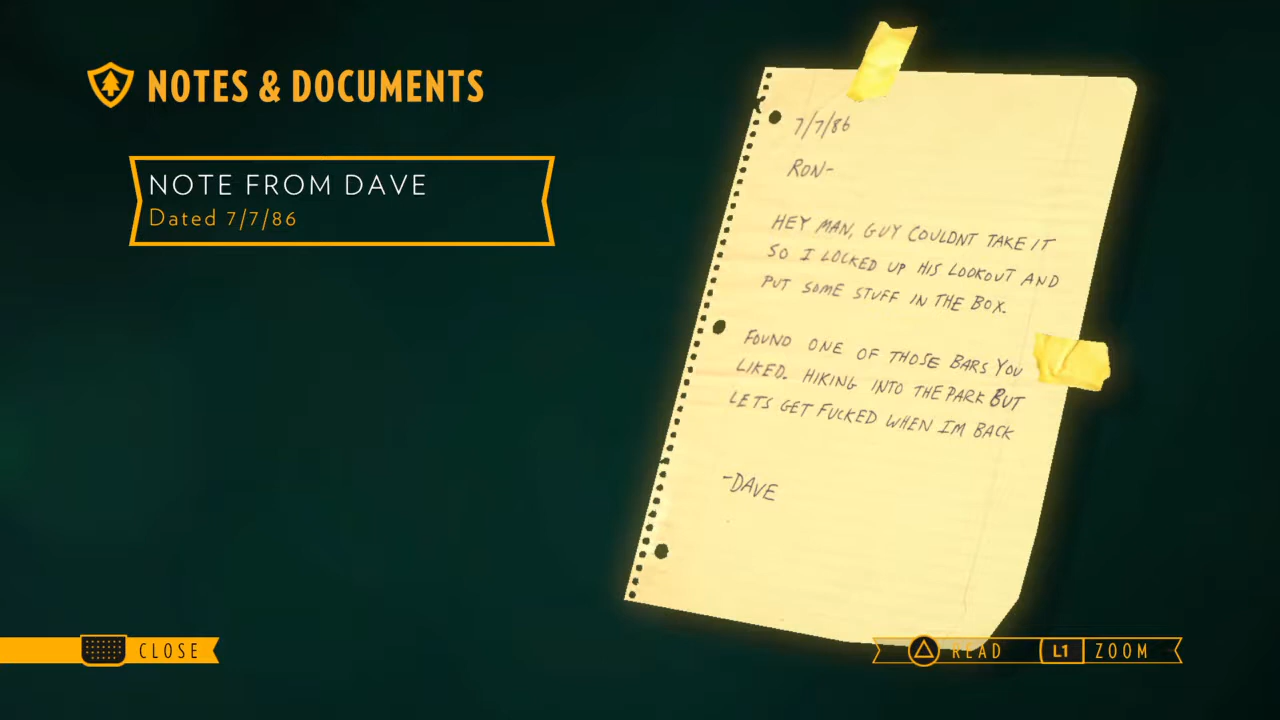 NOTES & DOCUMENTS
NOTE FROM DAVE
Dated 7/7/86
7/7/86
RON-
HEY MAN, GUY COULDNT TAKE IT
SO I LOCKED UP HIS LOOKOUT AND
PUT SOME STUFF IN THE BOX.
FOUND ONE OF THOSE BARS YOU
LIKED. HIKING INTO THE PARK BUT
LETS GET FUCKED WHEN IM BACK
-DAVE
CLOSE
READ L1 ZOOM